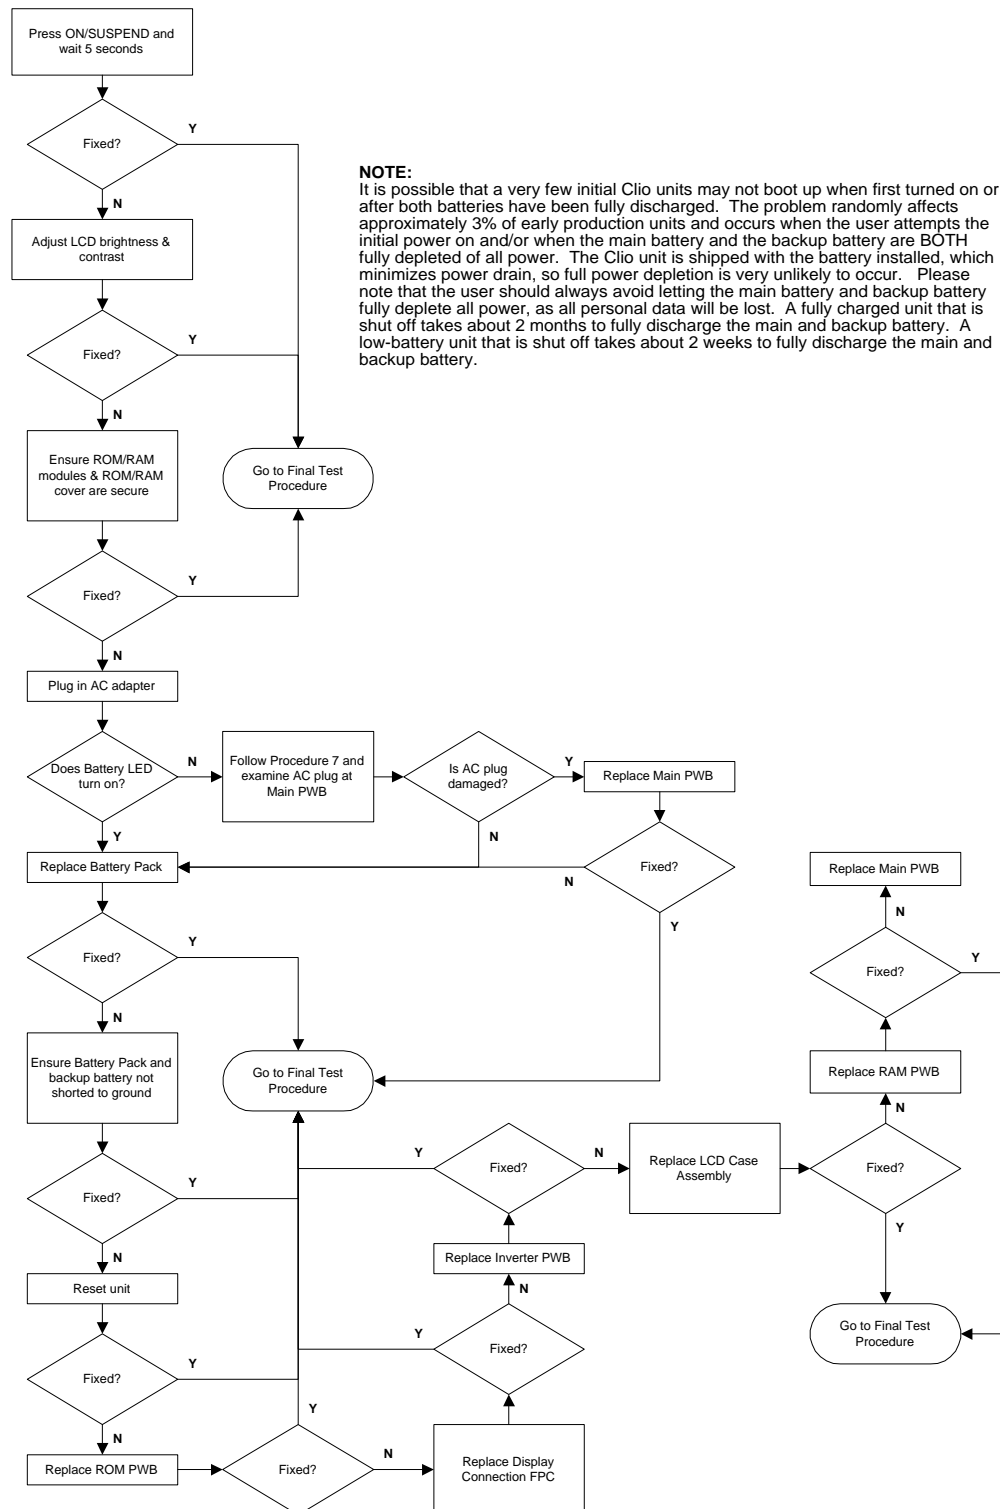 Press ON/SUSPEND and
wait 5 seconds
Fixed?
Y
N
NOTE:
It is possible that a very few initial Clio units may not boot up when first turned on or
after both batteries have been fully discharged.  The problem randomly affects
approximately 3% of early production units and occurs when the user attempts the
initial power on and/or when the main battery and the backup battery are BOTH
fully depleted of all power.  The Clio unit is shipped with the battery installed, which
minimizes power drain, so full power depletion is very unlikely to occur.   Please
note that the user should always avoid letting the main battery and backup battery
fully deplete all power, as all personal data will be lost.  A fully charged unit that is
shut off takes about 2 months to fully discharge the main and backup battery.  A
low-battery unit that is shut off takes about 2 weeks to fully discharge the main and
backup battery.
Adjust LCD brightness &
contrast
Fixed?
Y
N
Ensure ROM/RAM
modules & ROM/RAM
cover are secure
Go to Final Test
Procedure
Fixed?
Y
N
Plug in AC adapter
Does Battery LED
turn on?
N
Y
Follow Procedure 7 and
examine AC plug at
Main PWB
Is AC plug
damaged?
Y
N
Replace Main PWB
Fixed?
N
Y
Replace Battery Pack
Fixed?
Y
N
Ensure Battery Pack and
backup battery not
shorted to ground
Go to Final Test
Procedure
Fixed?
Y
N
Reset unit
Fixed?
Y
N
Replace ROM PWB
Fixed?
Y
N
Replace Display
Connection FPC
Fixed?
Y
N
Replace Inverter PWB
Fixed?
Y
N
Replace LCD Case
Assembly
Fixed?
N
Y
Replace RAM PWB
Fixed?
N
Y
Replace Main PWB
Go to Final Test
Procedure